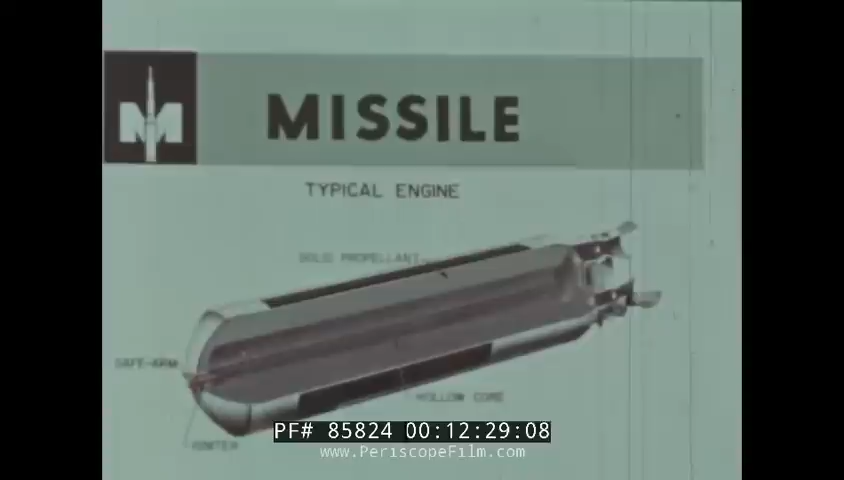 M
MISSILE
TYPICAL ENGINE
SOLID PROPELLANT
SAFE-ARM
HOLLOW CORE
IGNITER
PF# 85824 00:12:29:08
www.PeriscopeFilm.com